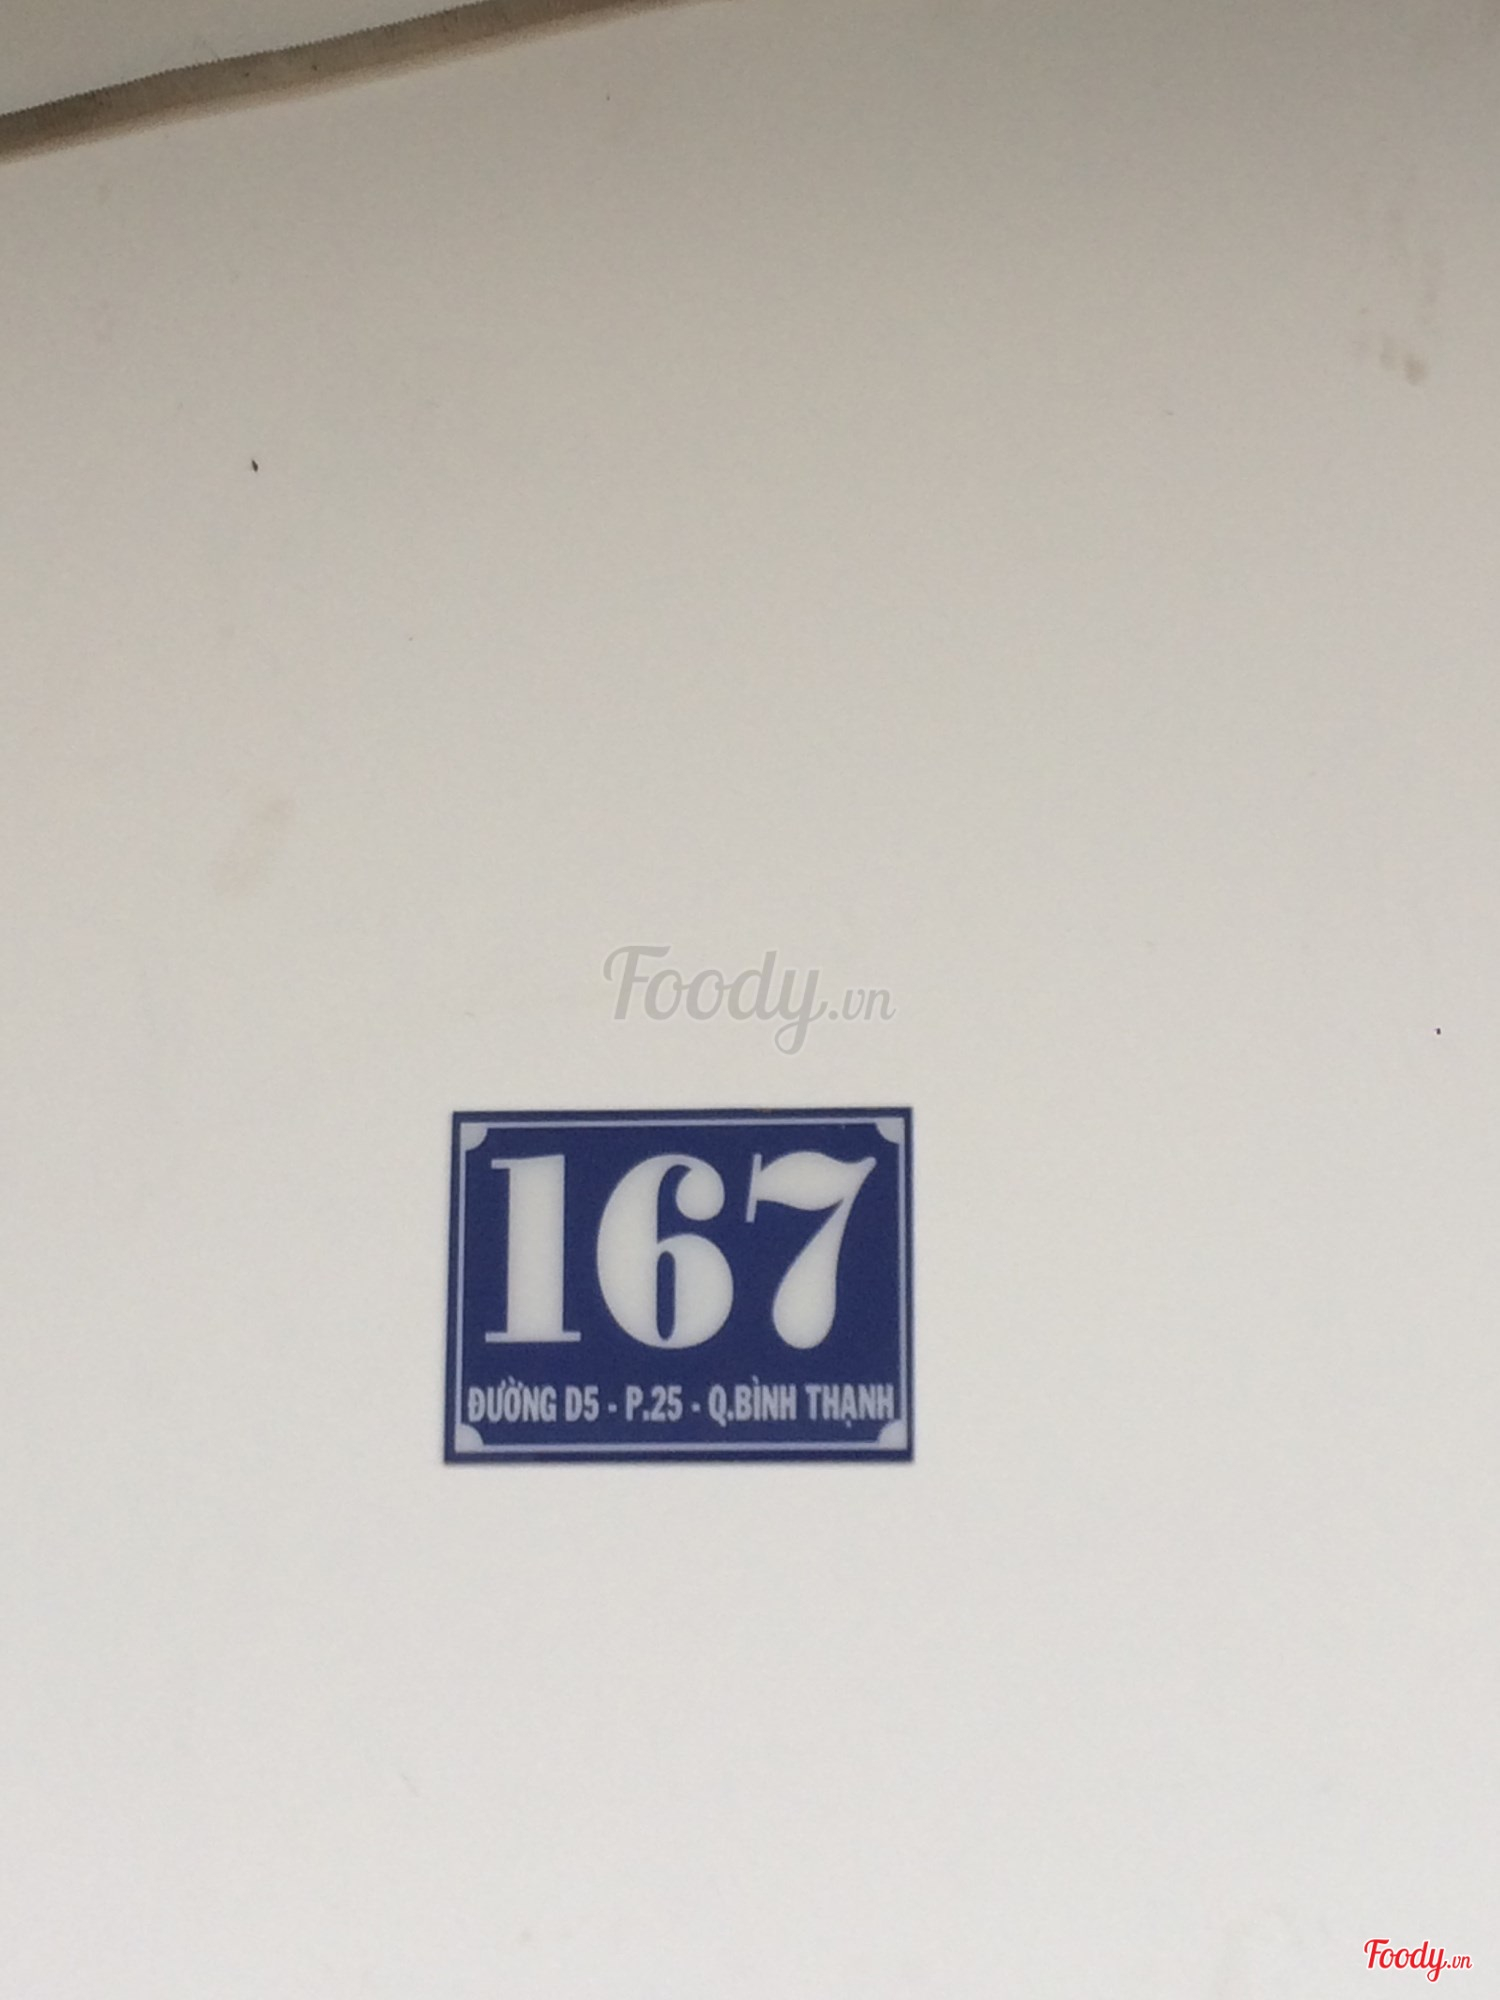 Foody.vn
167
ĐƯỜNG D5 - P.25 - Q.BÌNH THẠNH
Foody.vn